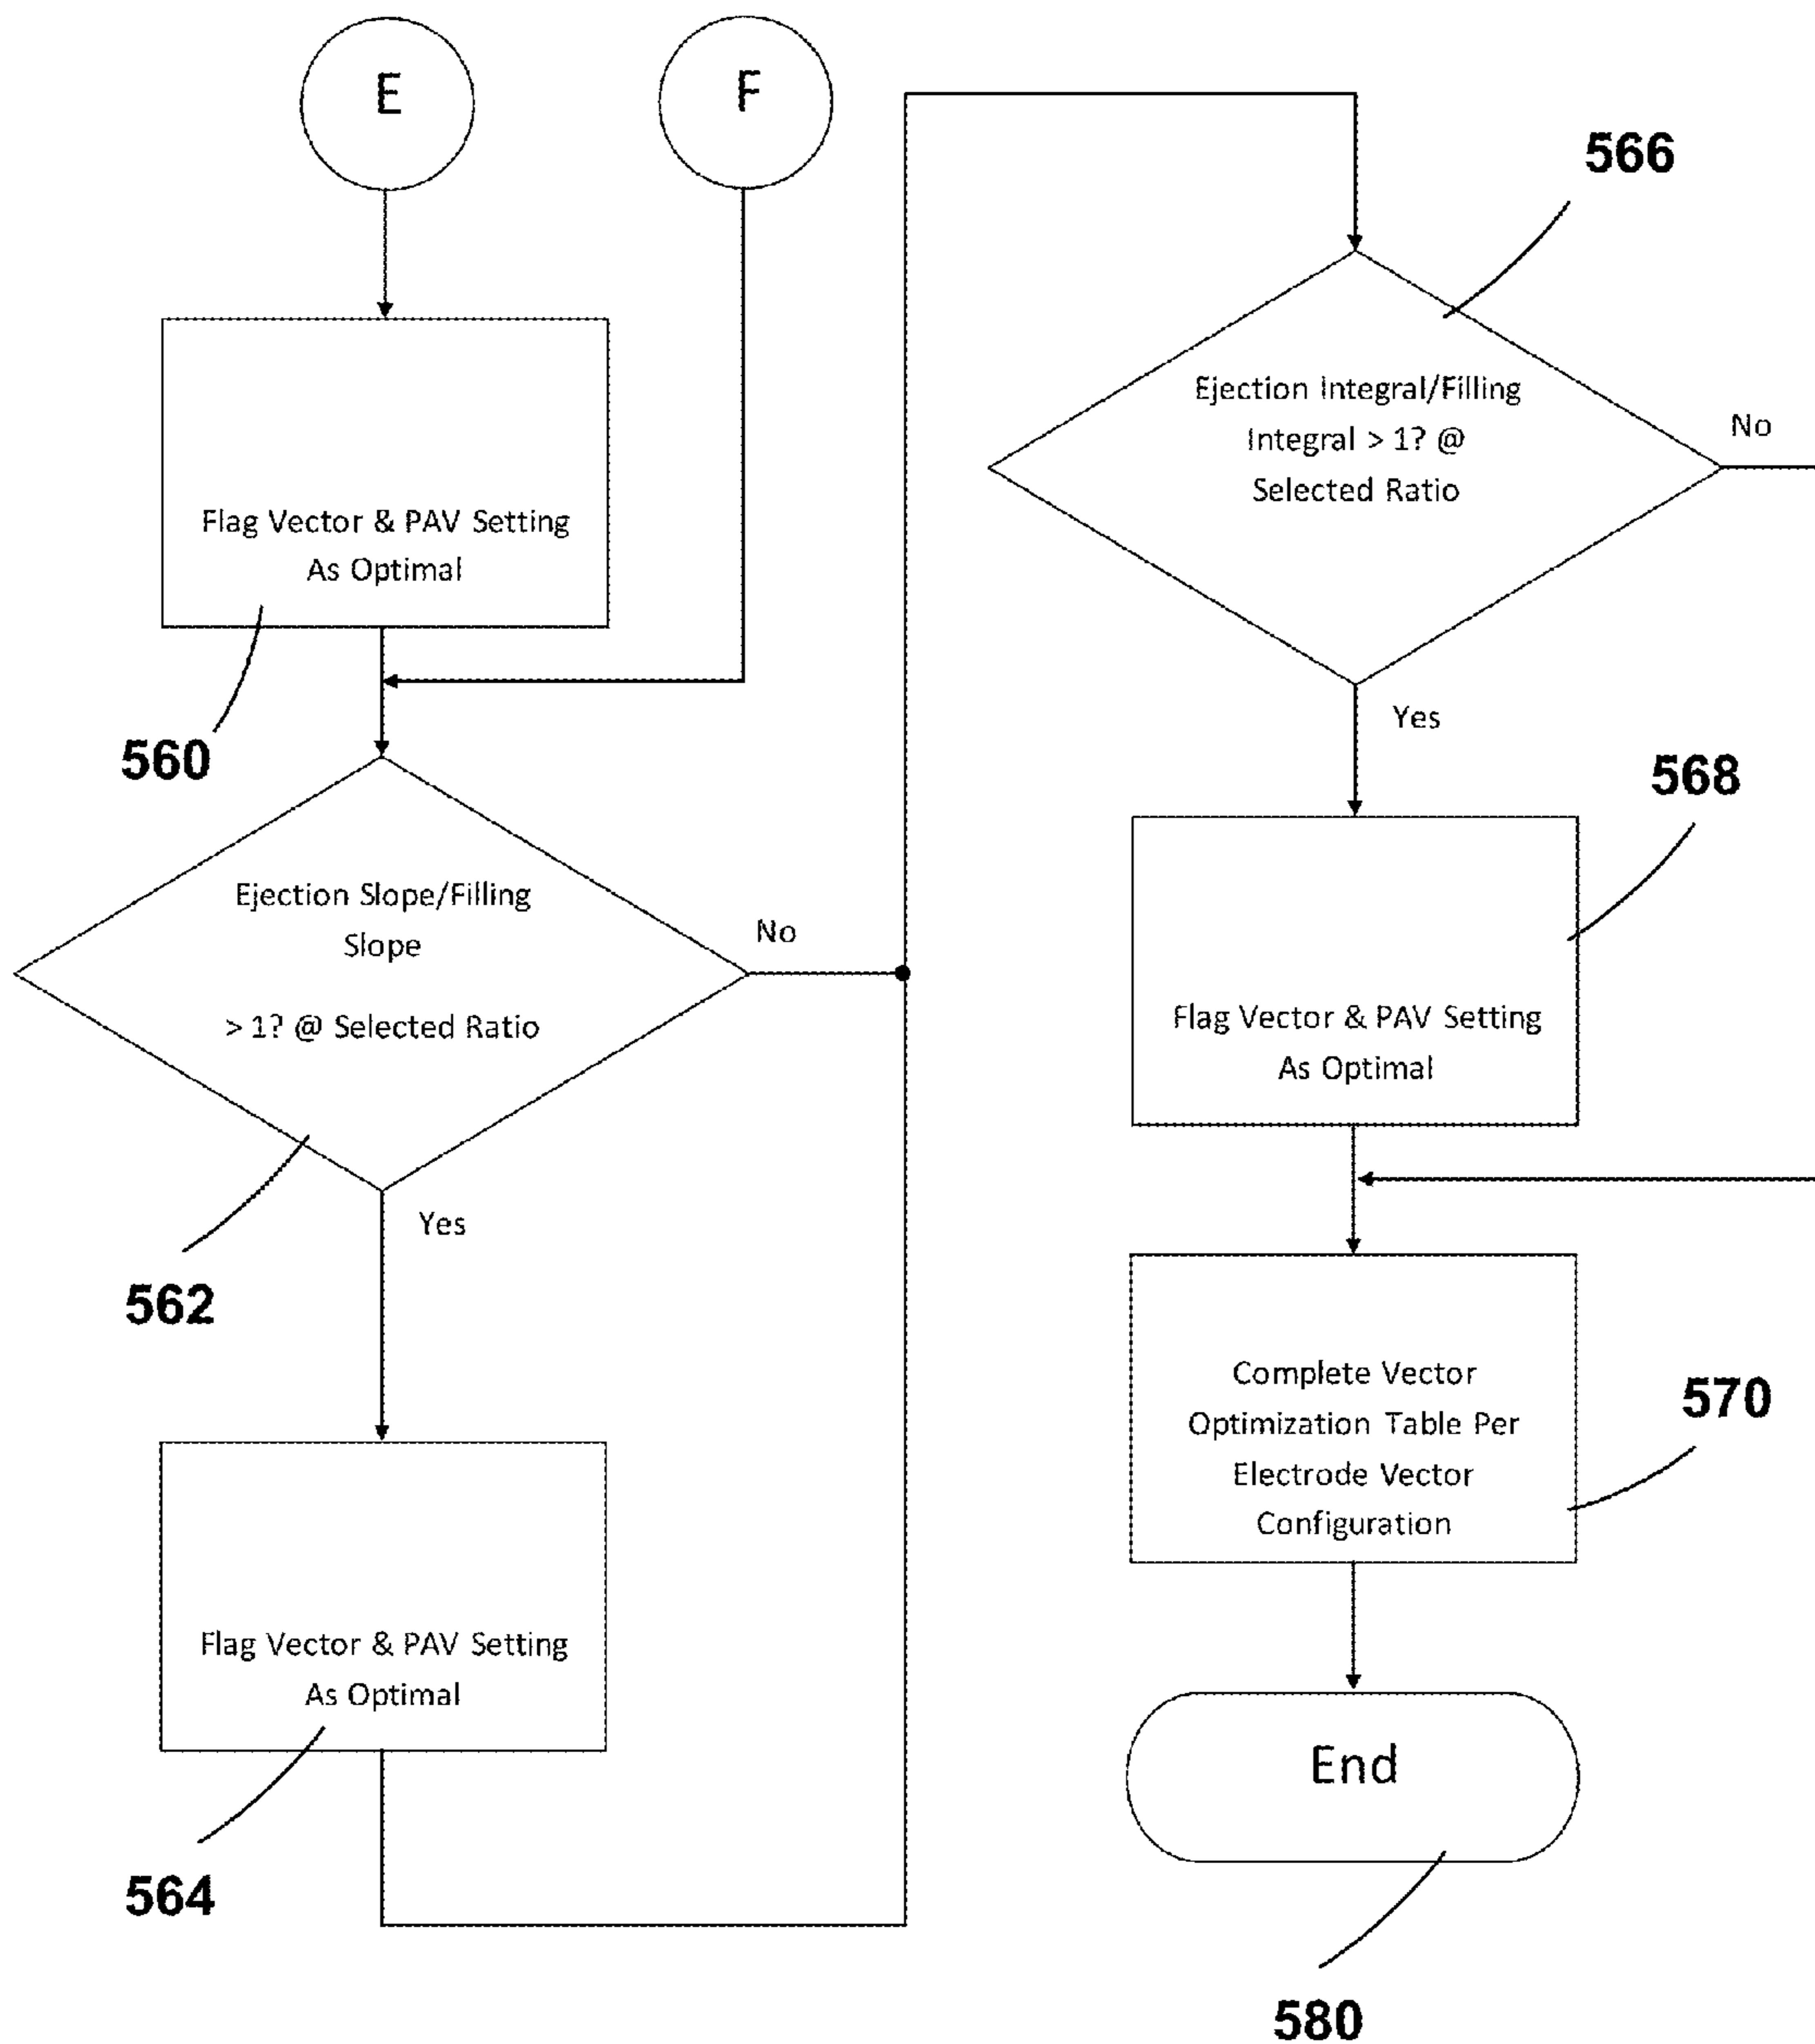 E
F
Flag Vector & PAV Setting
As Optimal
560
Ejection Slope/Filling
Slope
> 1? @ Selected Ratio
No
562
Yes
Flag Vector & PAV Setting
As Optimal
564
566
Ejection Integral/Filling
Integral > 1? @
Selected Ratio
No
Yes
568
Flag Vector & PAV Setting
As Optimal
Complete Vector
Optimization Table Per
Electrode Vector
Configuration
570
End
580